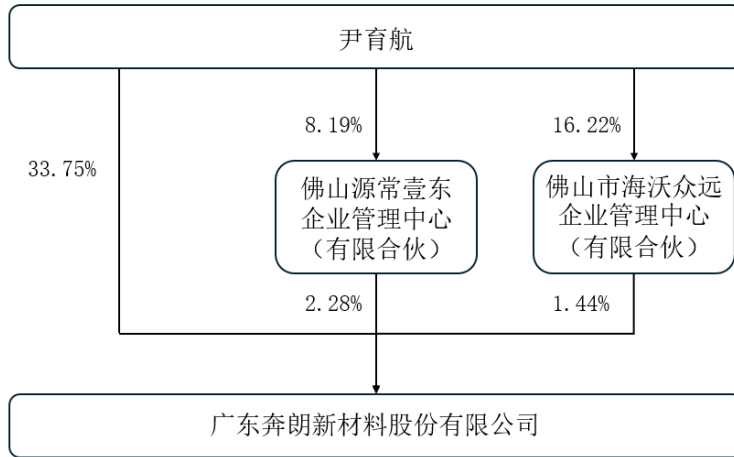 尹育航
8.19%
16.22%
33.75%
佛山源常壹东
企业管理中心
（有限合伙）
佛山市海沃众远
企业管理中心
（有限合伙）
2.28%
1.44%
广东奔朗新材料股份有限公司